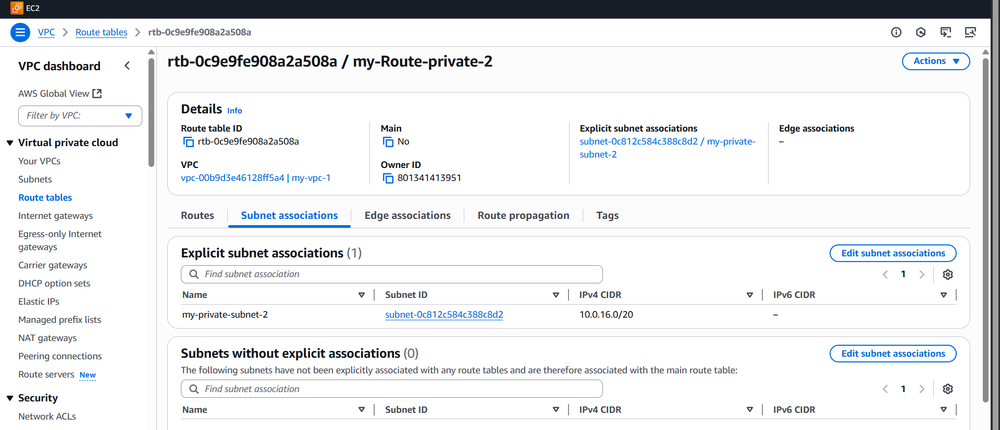 EC2
VPC > Route tables > rtb-0c9e9fe908a2a508a
VPC dashboard
AWS Global View
Filter by VPC:
Virtual private cloud
Your VPCs
Subnets
Route tables
Internet gateways
Egress-only Internet
gateways
Carrier gateways
DHCP option sets
Elastic IPs
Managed prefix lists
NAT gateways
Peering connections
Route servers New
Security
Network ACLs
rtb-0c9e9fe908a2a508a / my-Route-private-2
Actions
Details Info
Route table ID
rtb-0c9e9fe908a2a508a
VPC
vpc-00b9d3e46128ff5a4 | my-vpc-1
Main
No
Owner ID
801341413951
Explicit subnet associations
subnet-0c812c584c388c8d2 / my-private-
subnet-2
Edge associations
–
Routes Subnet associations Edge associations Route propagation Tags
Explicit subnet associations (1)
Edit subnet associations
Find subnet association
1
Name Subnet ID IPv4 CIDR IPv6 CIDR
my-private-subnet-2 subnet-0c812c584c388c8d2 10.0.16.0/20 –
Subnets without explicit associations (0)
Edit subnet associations
The following subnets have not been explicitly associated with any route tables and are therefore associated with the main route table:
Find subnet association
1
Name Subnet ID IPv4 CIDR IPv6 CIDR